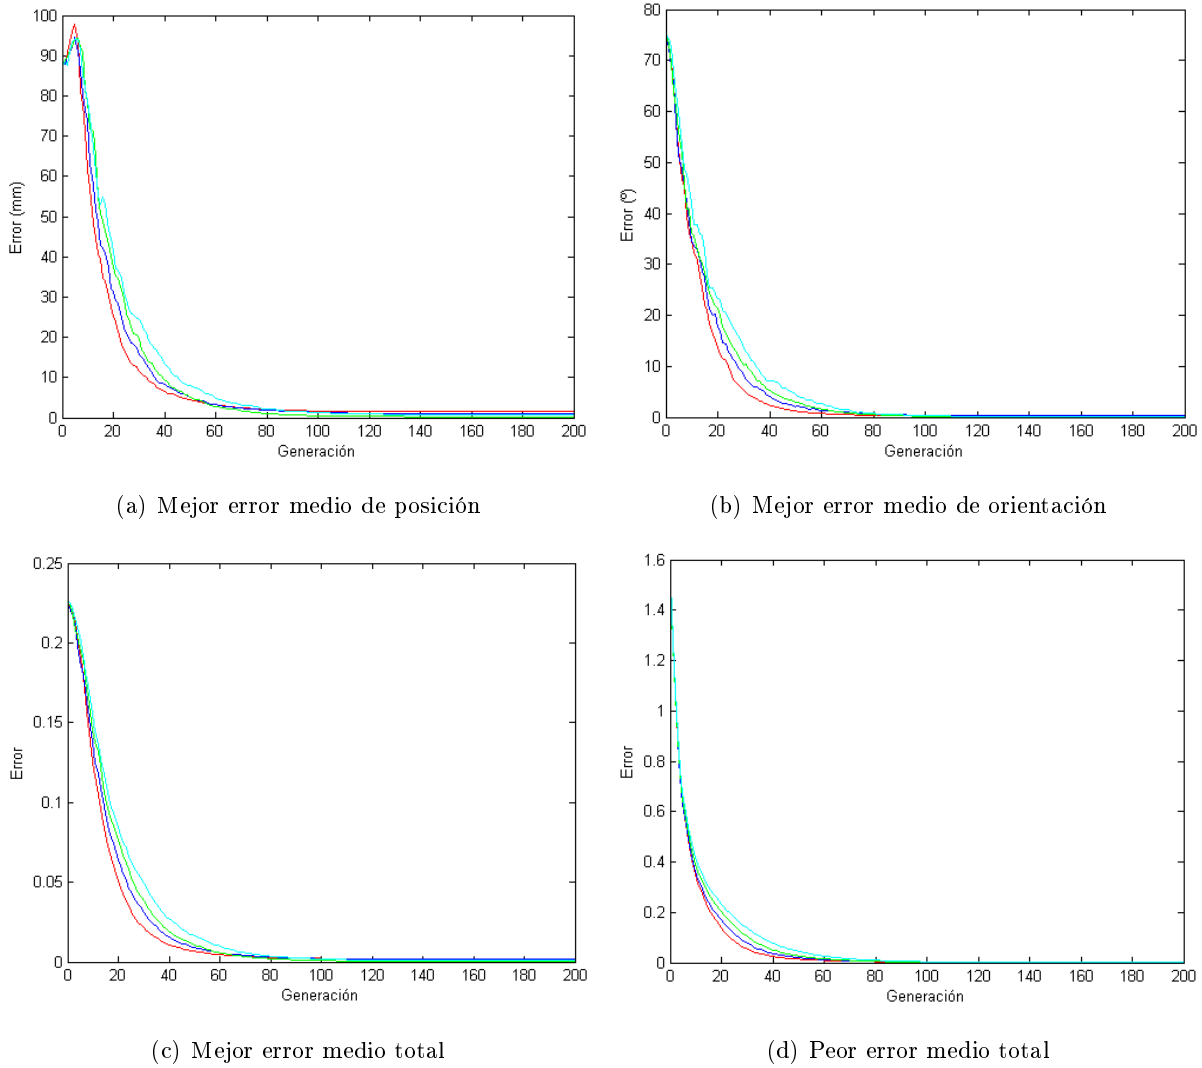 100
90
80
70
60
50
40
30
20
10
0
Error (mm)
0 20 40 60 80 100 120 140 160 180 200
Generación
(a) Mejor error medio de posición
80
70
60
50
40
30
20
10
0
Error (º)
0 20 40 60 80 100 120 140 160 180 200
Generación
(b) Mejor error medio de orientación
0.25
0.2
0.15
0.1
0.05
0
Error
0 20 40 60 80 100 120 140 160 180 200
Generación
(c) Mejor error medio total
1.6
1.4
1.2
1
0.8
0.6
0.4
0.2
0
Error
0 20 40 60 80 100 120 140 160 180 200
Generación
(d) Peor error medio total